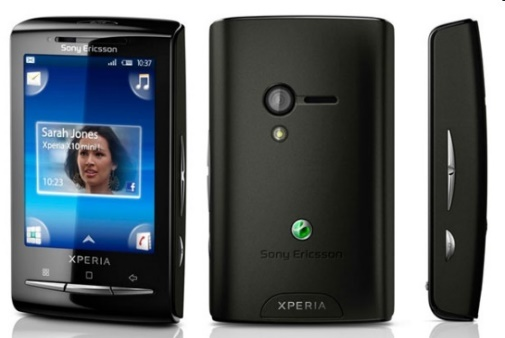 Sony Ericsson
10:37
Sarah Jones
Xperia X10 mini!
10:23
f
XPERIA
Sony Ericsson
XPERIA